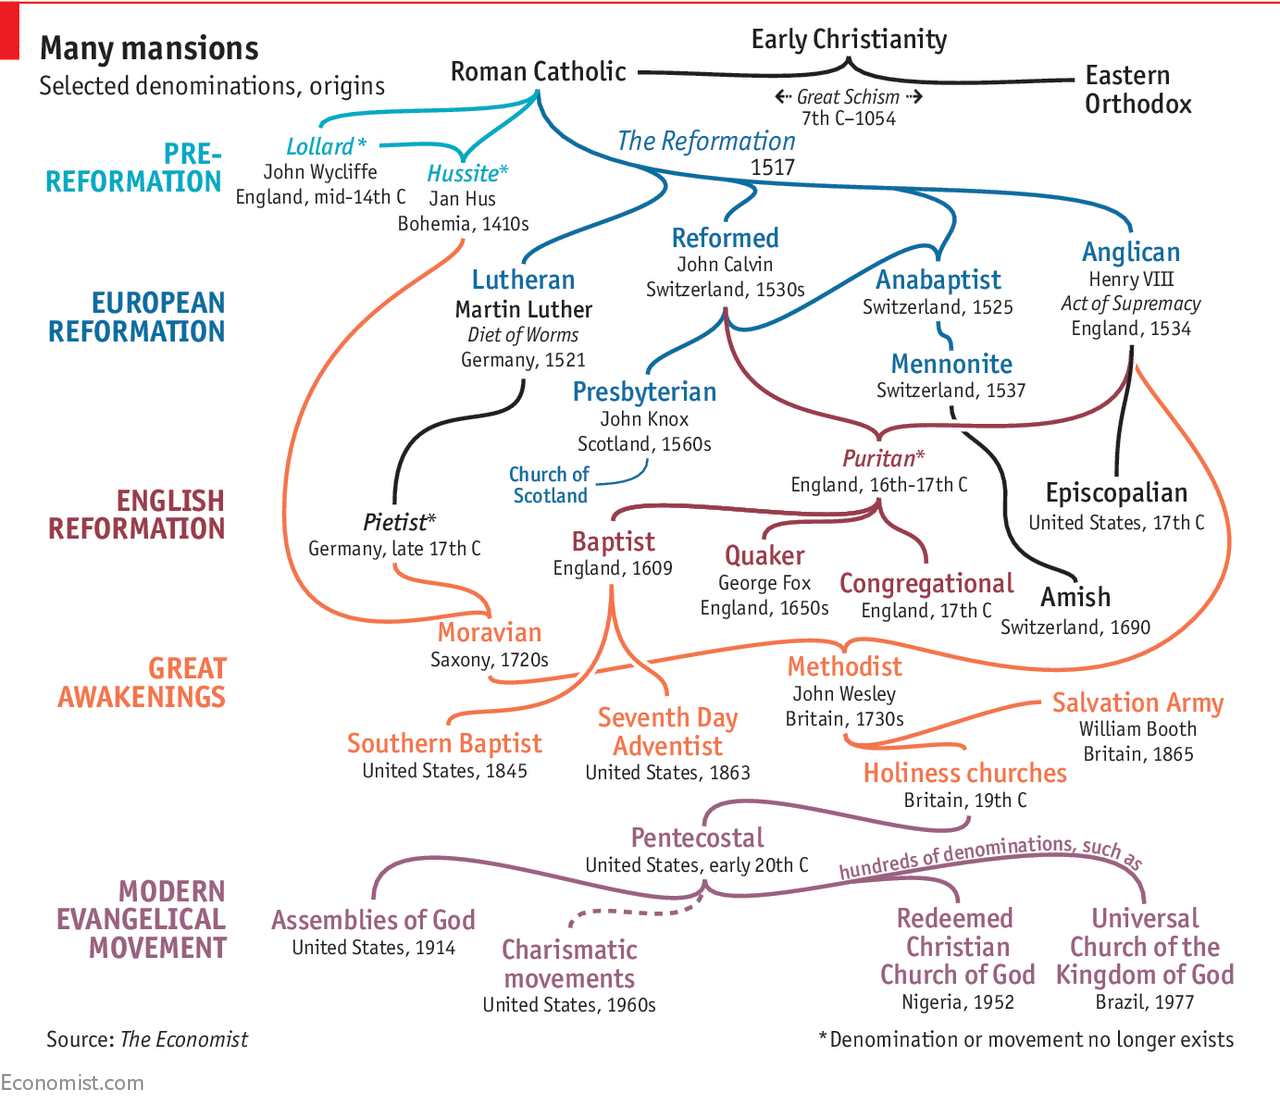 Many mansions
Selected denominations, origins
Early Christianity
Roman Catholic
Eastern
Orthodox
Great Schism
7th C–1054
PRE-
REFORMATION
Lollard*
John Wycliffe
England, mid-14th C
Hussite*
Jan Hus
Bohemia, 1410s
The Reformation
1517
EUROPEAN
REFORMATION
Lutheran
Martin Luther
Diet of Worms
Germany, 1521
Reformed
John Calvin
Switzerland, 1530s
Anabaptist
Switzerland, 1525
Anglican
Henry VIII
Act of Supremacy
England, 1534
Mennonite
Switzerland, 1537
Presbyterian
John Knox
Scotland, 1560s
Church of
Scotland
ENGLISH
REFORMATION
Puritan*
England, 16th-17th C
Episcopalian
United States, 17th C
Pietist*
Germany, late 17th C
Baptist
England, 1609
Quaker
George Fox
England, 1650s
Congregational
England, 17th C
Amish
Switzerland, 1690
GREAT
AWAKENINGS
Moravian
Saxony, 1720s
Methodist
John Wesley
Britain, 1730s
Salvation Army
William Booth
Britain, 1865
Southern Baptist
United States, 1845
Seventh Day
Adventist
United States, 1863
Holiness churches
Britain, 19th C
MODERN
EVANGELICAL
MOVEMENT
Pentecostal
United States, early 20th C
hundreds of denominations, such as
Assemblies of God
United States, 1914
Charismatic
movements
United States, 1960s
Redeemed
Christian
Church of God
Nigeria, 1952
Universal
Church of the
Kingdom of God
Brazil, 1977
Source: The Economist
*Denomination or movement no longer exists
Economist.com